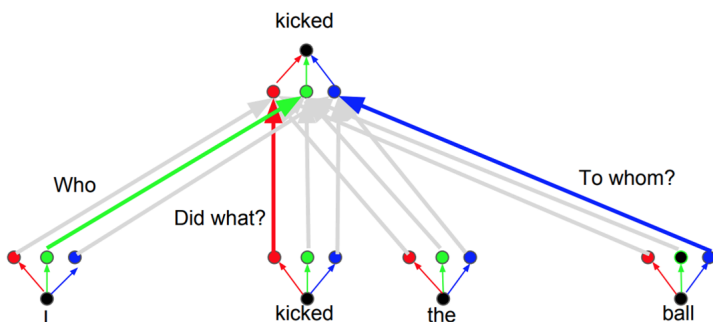 kicked
Who
Did what?
To whom?
I
kicked
the
ball